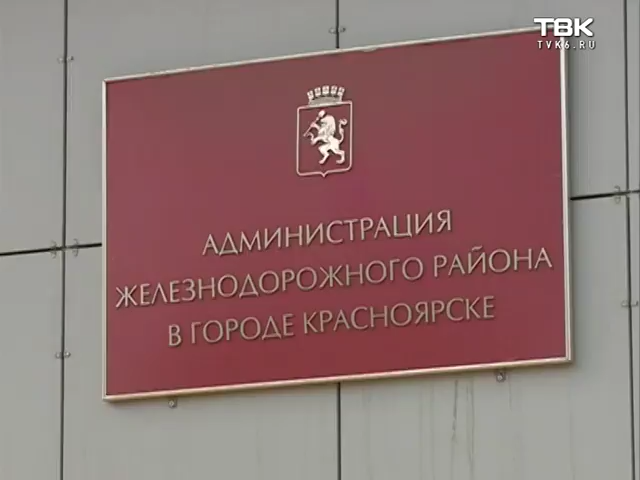 ТВК
TVK6.RU
АДМИНИСТРАЦИЯ
ЖЕЛЕЗНОДОРОЖНОГО РАЙОНА
В ГОРОДЕ КРАСНОЯРСКЕ